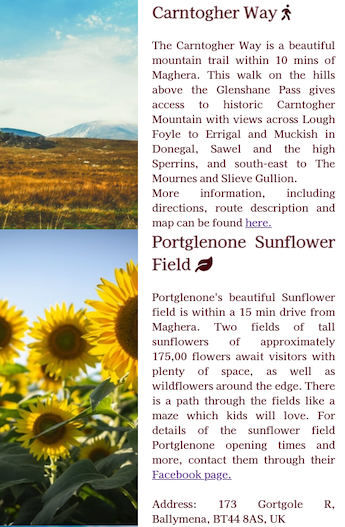 Carntogher Way
The Carntogher Way is a beautiful
mountain trail within 10 mins of
Maghera. This walk on the hills
above the Glenshane Pass gives
access to historic Carntogher
Mountain with views across Lough
Foyle to Errigal and Muckish in
Donegal, Sawel and the high
Sperrins, and south-east to The
Mournes and Slieve Gullion.
More information, including
directions, route description and
map can be found here.
Portglenone Sunflower
Field
Portglenone's beautiful Sunflower
field is within a 15 min drive from
Maghera. Two fields of tall
sunflowers of approximately
175,00 flowers await visitors with
plenty of space, as well as
wildflowers around the edge. There
is a path through the fields like a
maze which kids will love. For
details of the sunflower field
Portglenone opening times and
more, contact them through their
Facebook page.
Address: 173 Gortgole R,
Ballymena, BT44 8AS, UK